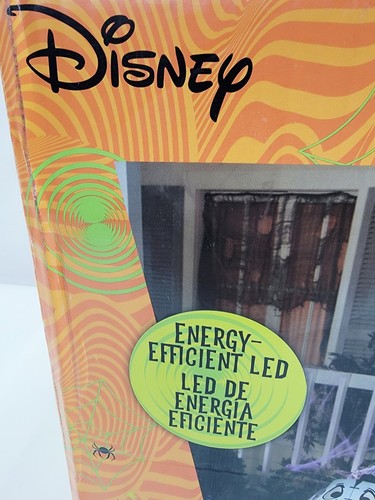 Disney
ENERGY-
EFFICIENT LED
LED DE
ENERGÍA
EFICIENTE